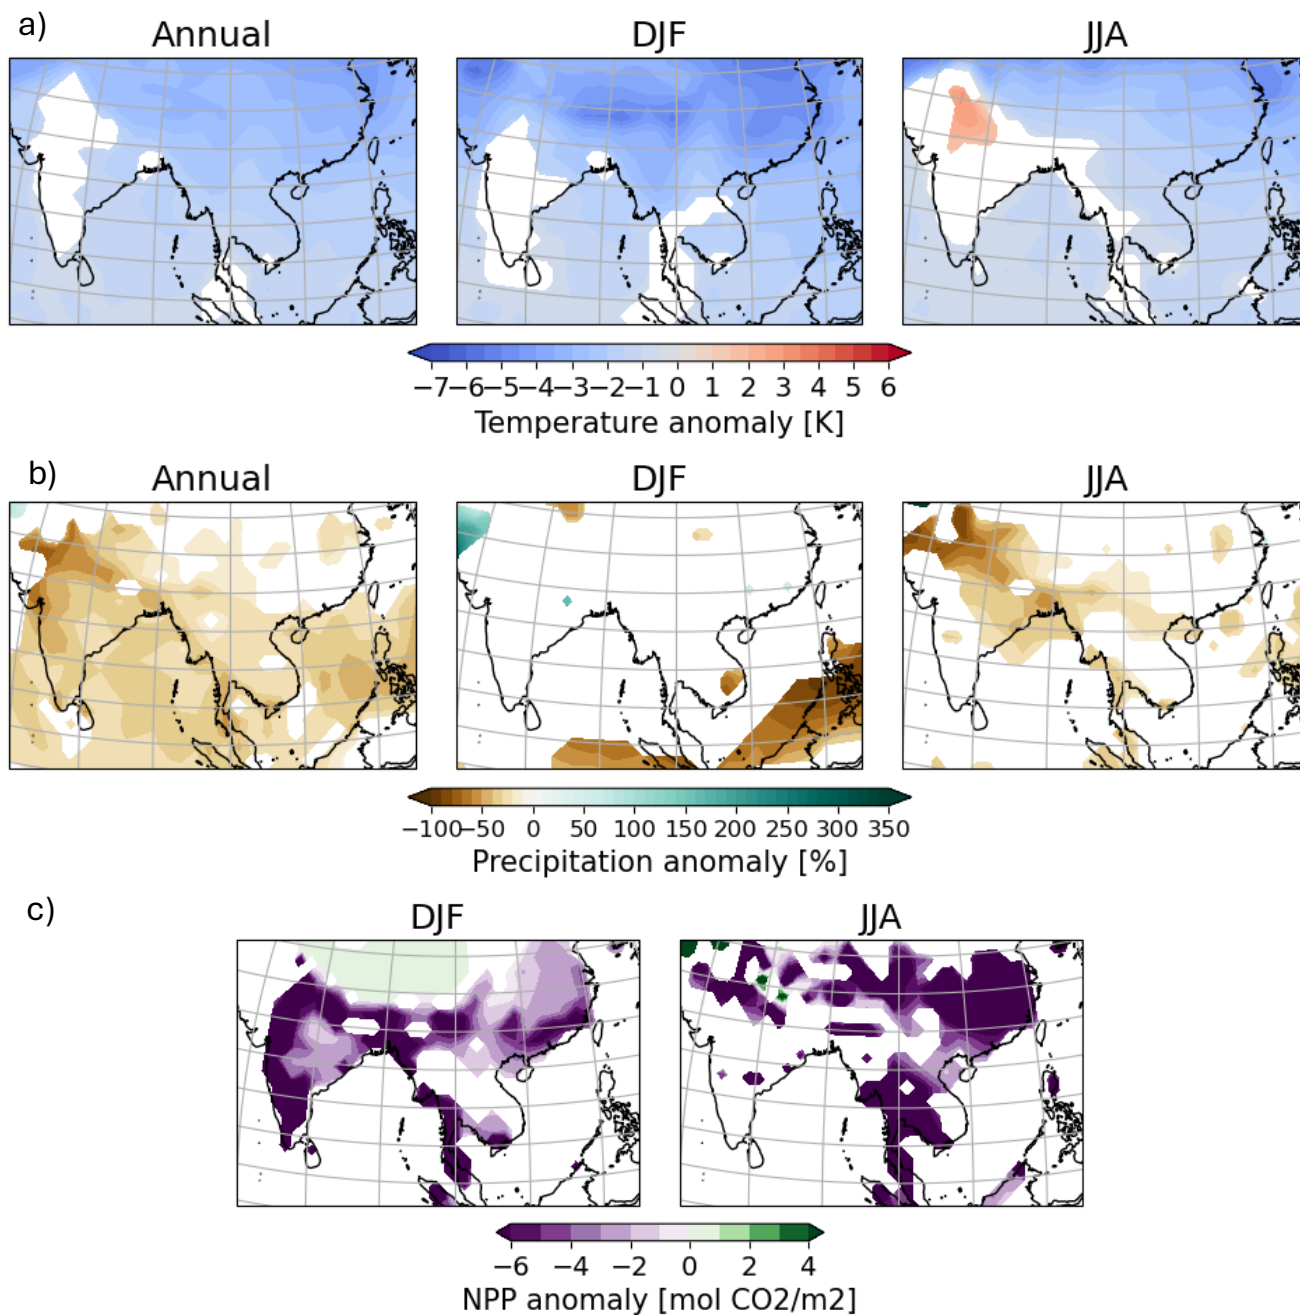 a)
Annual DJF JJA
−7 −6 −5 −4 −3 −2 −1 0 1 2 3 4 5 6
Temperature anomaly [K]
b)
Annual DJF JJA
−100 −50 0 50 100 150 200 250 300 350
Precipitation anomaly [%]
c)
DJF JJA
−6 −4 −2 0 2 4
NPP anomaly [mol CO2/m2]